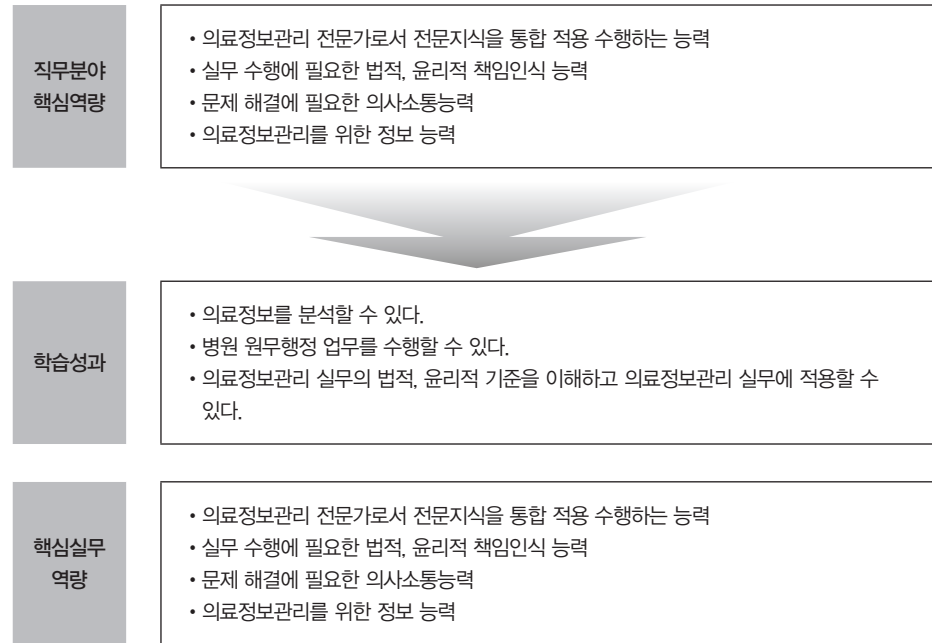 직무분야
핵심역량
• 의료정보관리 전문가로서 전문지식을 통합 적용 수행하는 능력
• 실무 수행에 필요한 법적, 윤리적 책임인식 능력
• 문제 해결에 필요한 의사소통능력
• 의료정보관리를 위한 정보 능력
학습성과
• 의료정보를 분석할 수 있다.
• 병원 원무행정 업무를 수행할 수 있다.
• 의료정보관리 실무의 법적, 윤리적 기준을 이해하고 의료정보관리 실무에 적용할 수
있다.
핵심실무
역량
• 의료정보관리 전문가로서 전문지식을 통합 적용 수행하는 능력
• 실무 수행에 필요한 법적, 윤리적 책임인식 능력
• 문제 해결에 필요한 의사소통능력
• 의료정보관리를 위한 정보 능력